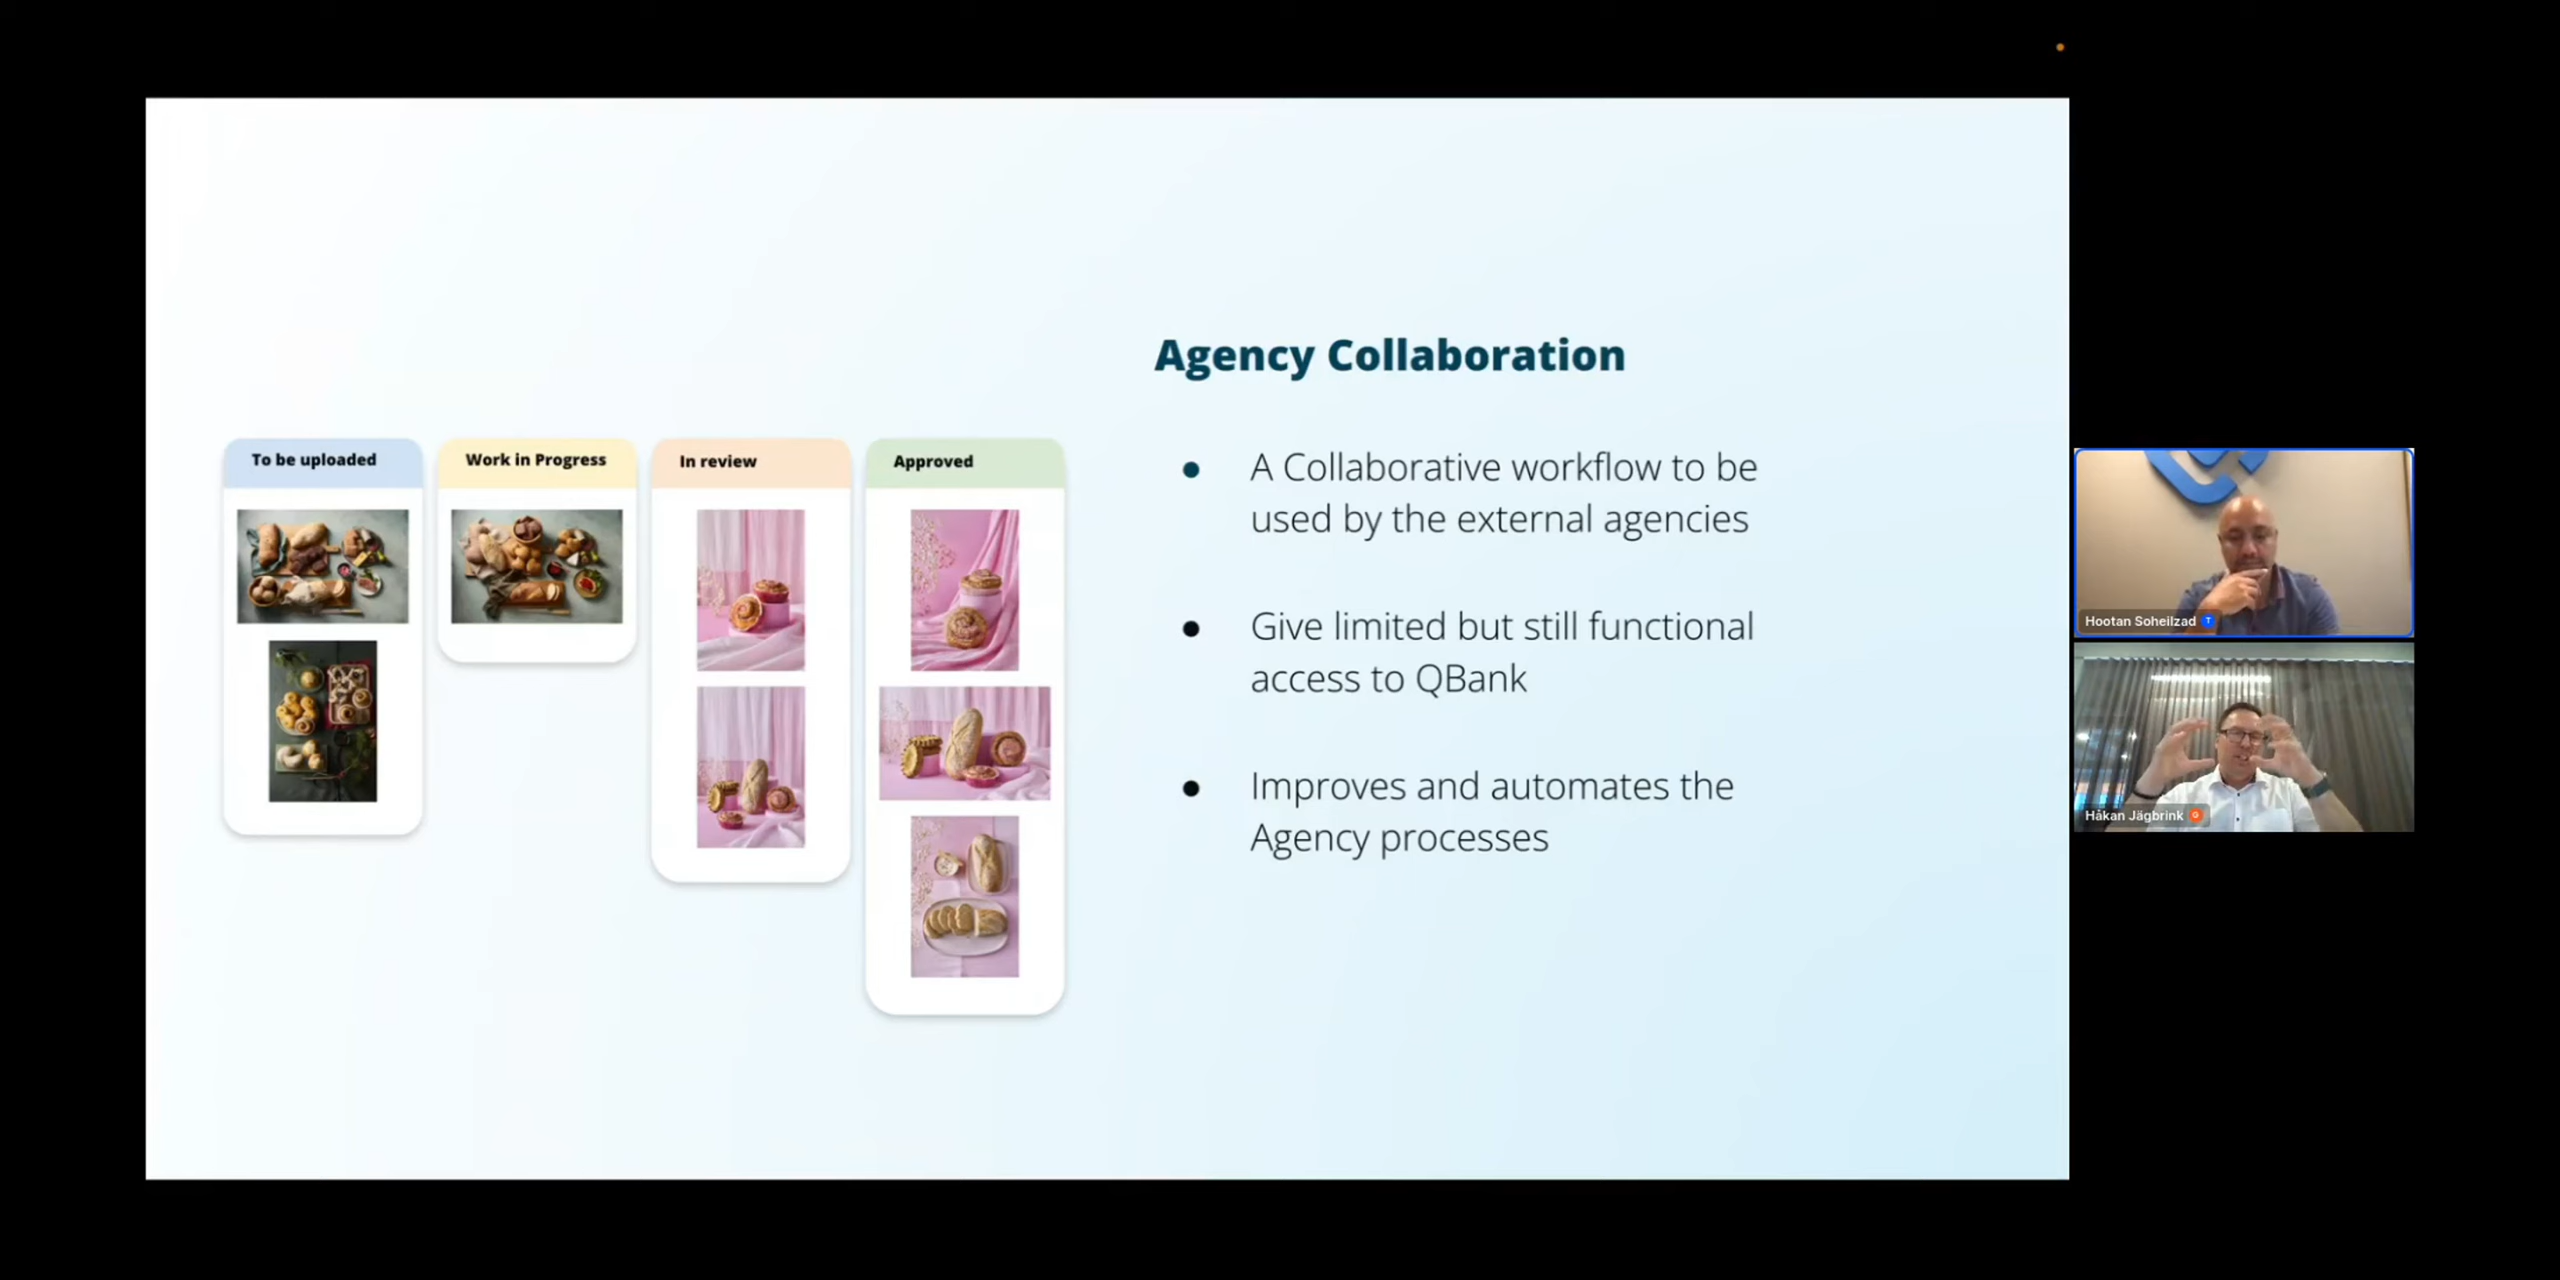 Agency Collaboration
To be uploaded
Work in Progress
In review
Approved
A Collaborative workflow to be
used by the external agencies
Give limited but still functional
access to QBank
Improves and automates the
Agency processes
Hootan Soheilzad T
Håkan Jägbrink G